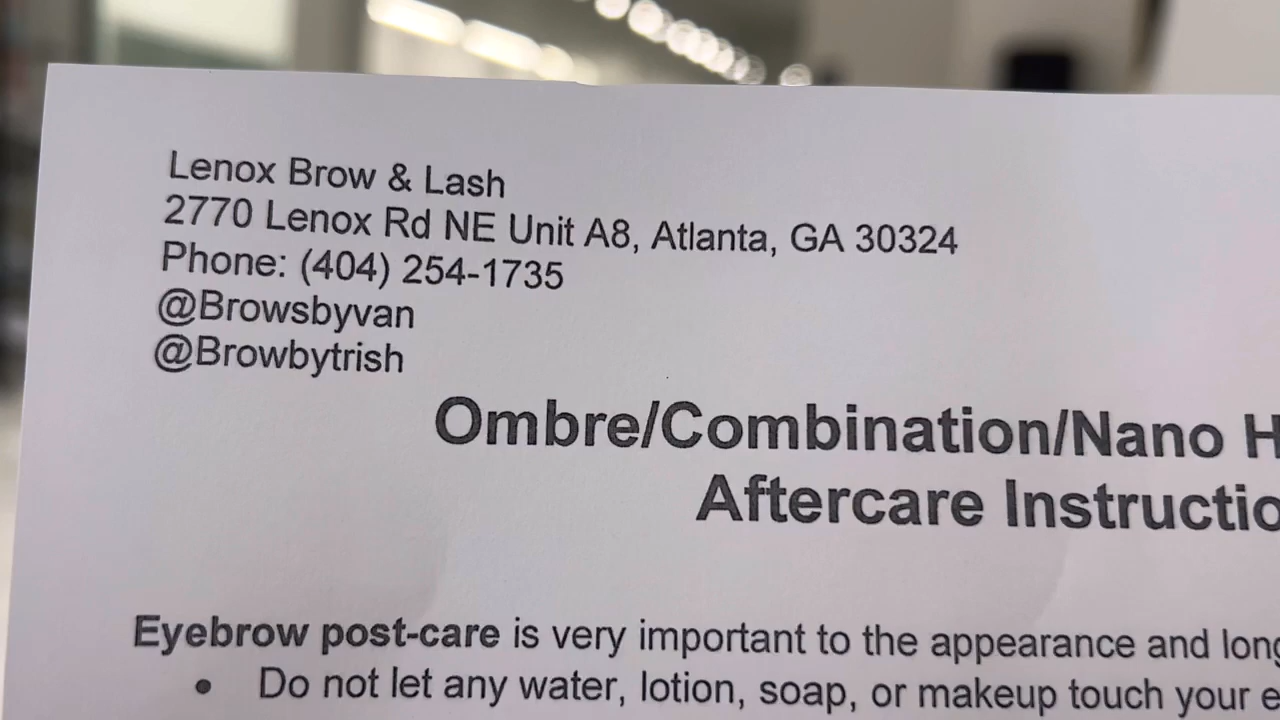 Lenox Brow & Lash
2770 Lenox Rd NE Unit A8, Atlanta, GA 30324
Phone: (404) 254-1735
@Browsbyvan
@Browbytrish
Ombre/Combination/Nano
Aftercare
Eyebrow post-care is very important to the appearance and
Do not let any water, lotion, soap, or makeup touch your